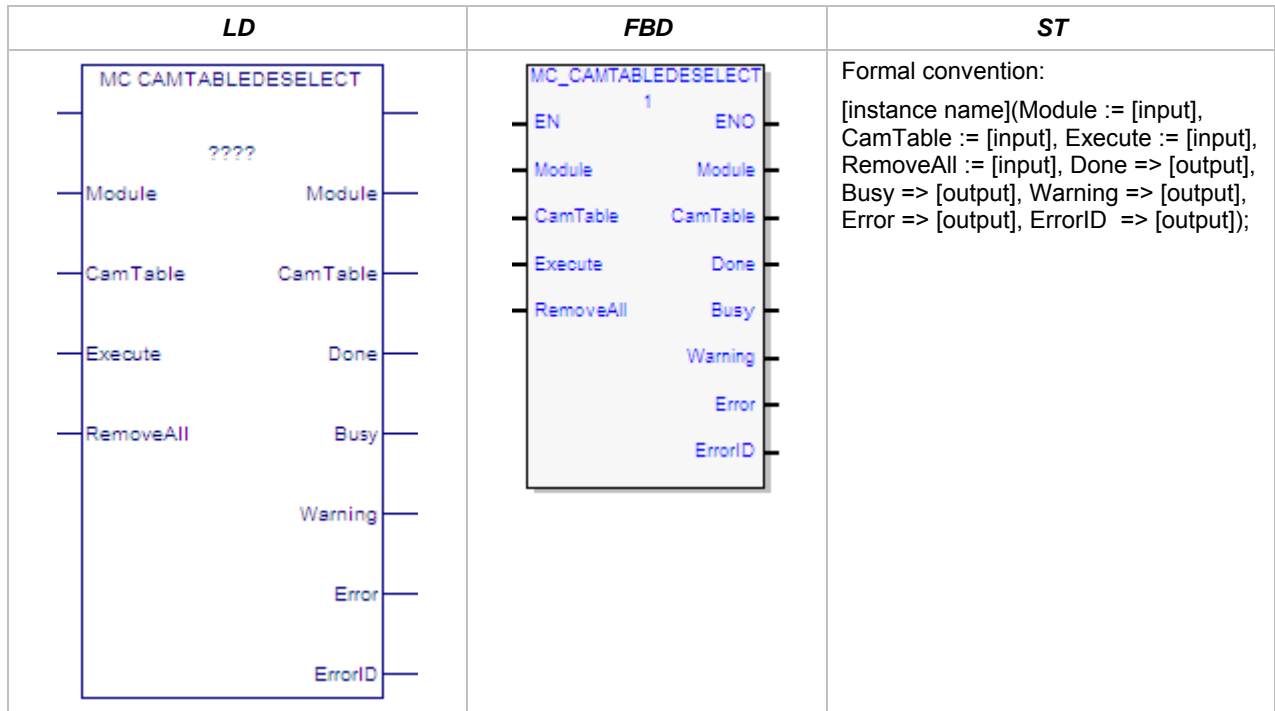 LD
FBD
ST
MC CAMTABLEDESELECT
????
Module Module
CamTable CamTable
Execute Done
RemoveAll Busy
Warning
Error
ErrorID
MC_CAMTABLEDESELECT
1
EN ENO
Module Module
CamTable CamTable
Execute Done
RemoveAll Busy
Warning
Error
ErrorID
Formal convention:
[instance name](Module := [input],
CamTable := [input], Execute := [input],
RemoveAll := [input], Done => [output],
Busy => [output], Warning => [output],
Error => [output], ErrorID => [output]);